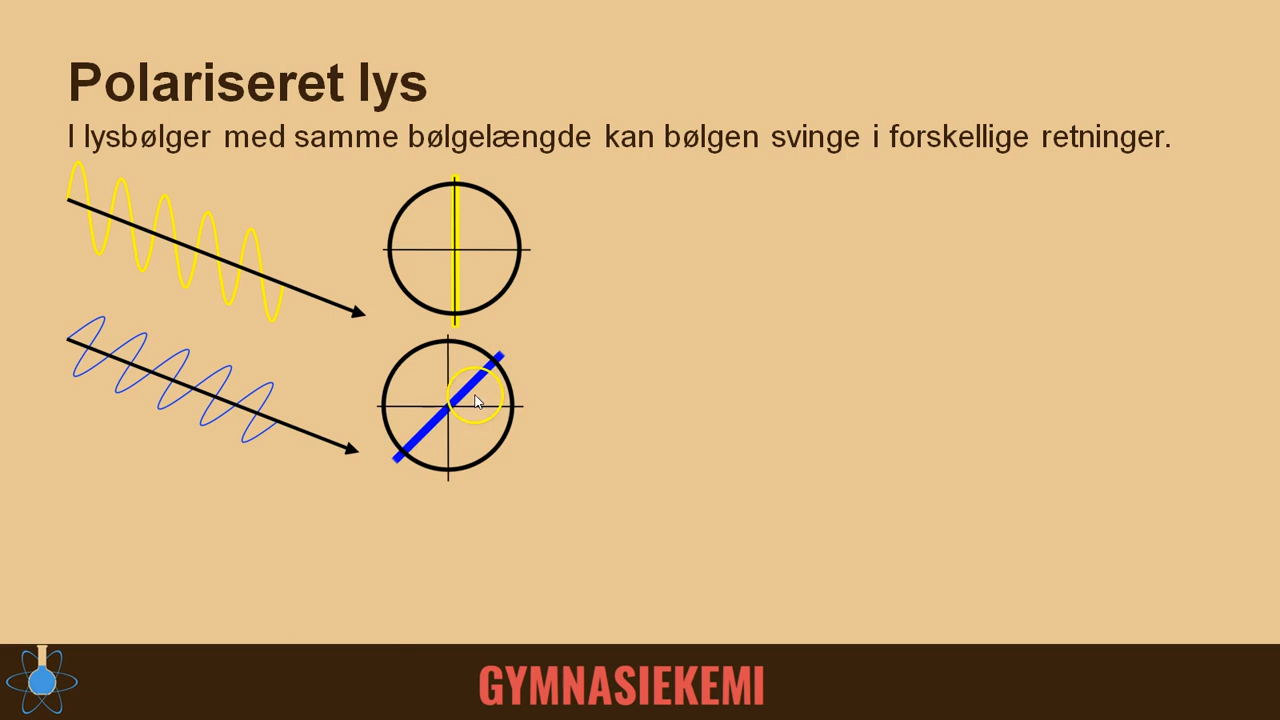 Polariseret lys
I lysbølger med samme bølgelængde kan bølgen svinge i forskellige retninger.
GYMNASIEKEMI